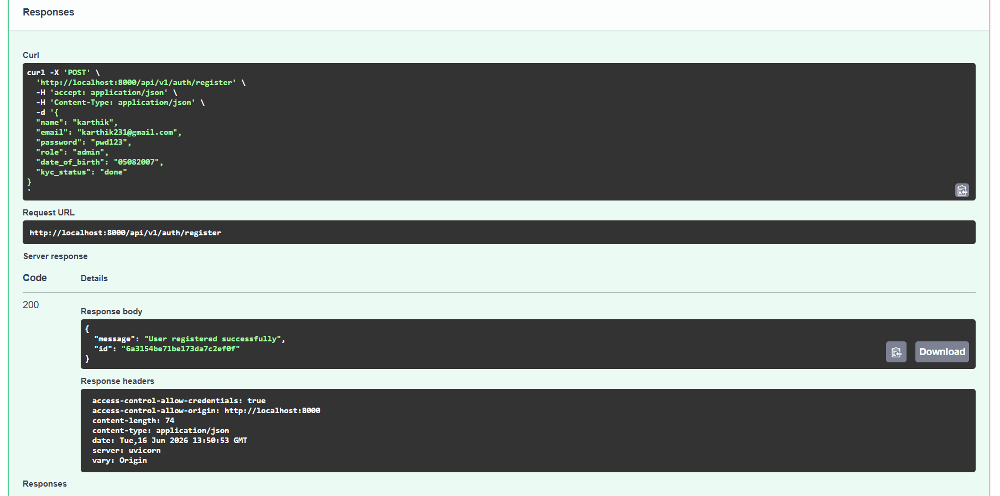 Responses
Curl
curl -X 'POST' \
  'http://localhost:8000/api/v1/auth/register' \
  -H 'accept: application/json' \
  -H 'Content-Type: application/json' \
  -d '{
  "name": "karthik",
  "email": "karthik231@gmail.com",
  "password": "pwd123",
  "role": "admin",
  "date_of_birth": "05082007",
  "kyc_status": "done"
}
'
Request URL
http://localhost:8000/api/v1/auth/register
Server response
Code Details
200
Response body
{
  "message": "User registered successfully",
  "id": "6a3154be71be173da7c2ef0f"
}
Download
Response headers
access-control-allow-credentials: true
access-control-allow-origin: http://localhost:8000
content-length: 74
content-type: application/json
date: Tue,16 Jun 2026 13:50:53 GMT
server: uvicorn
vary: Origin
Responses